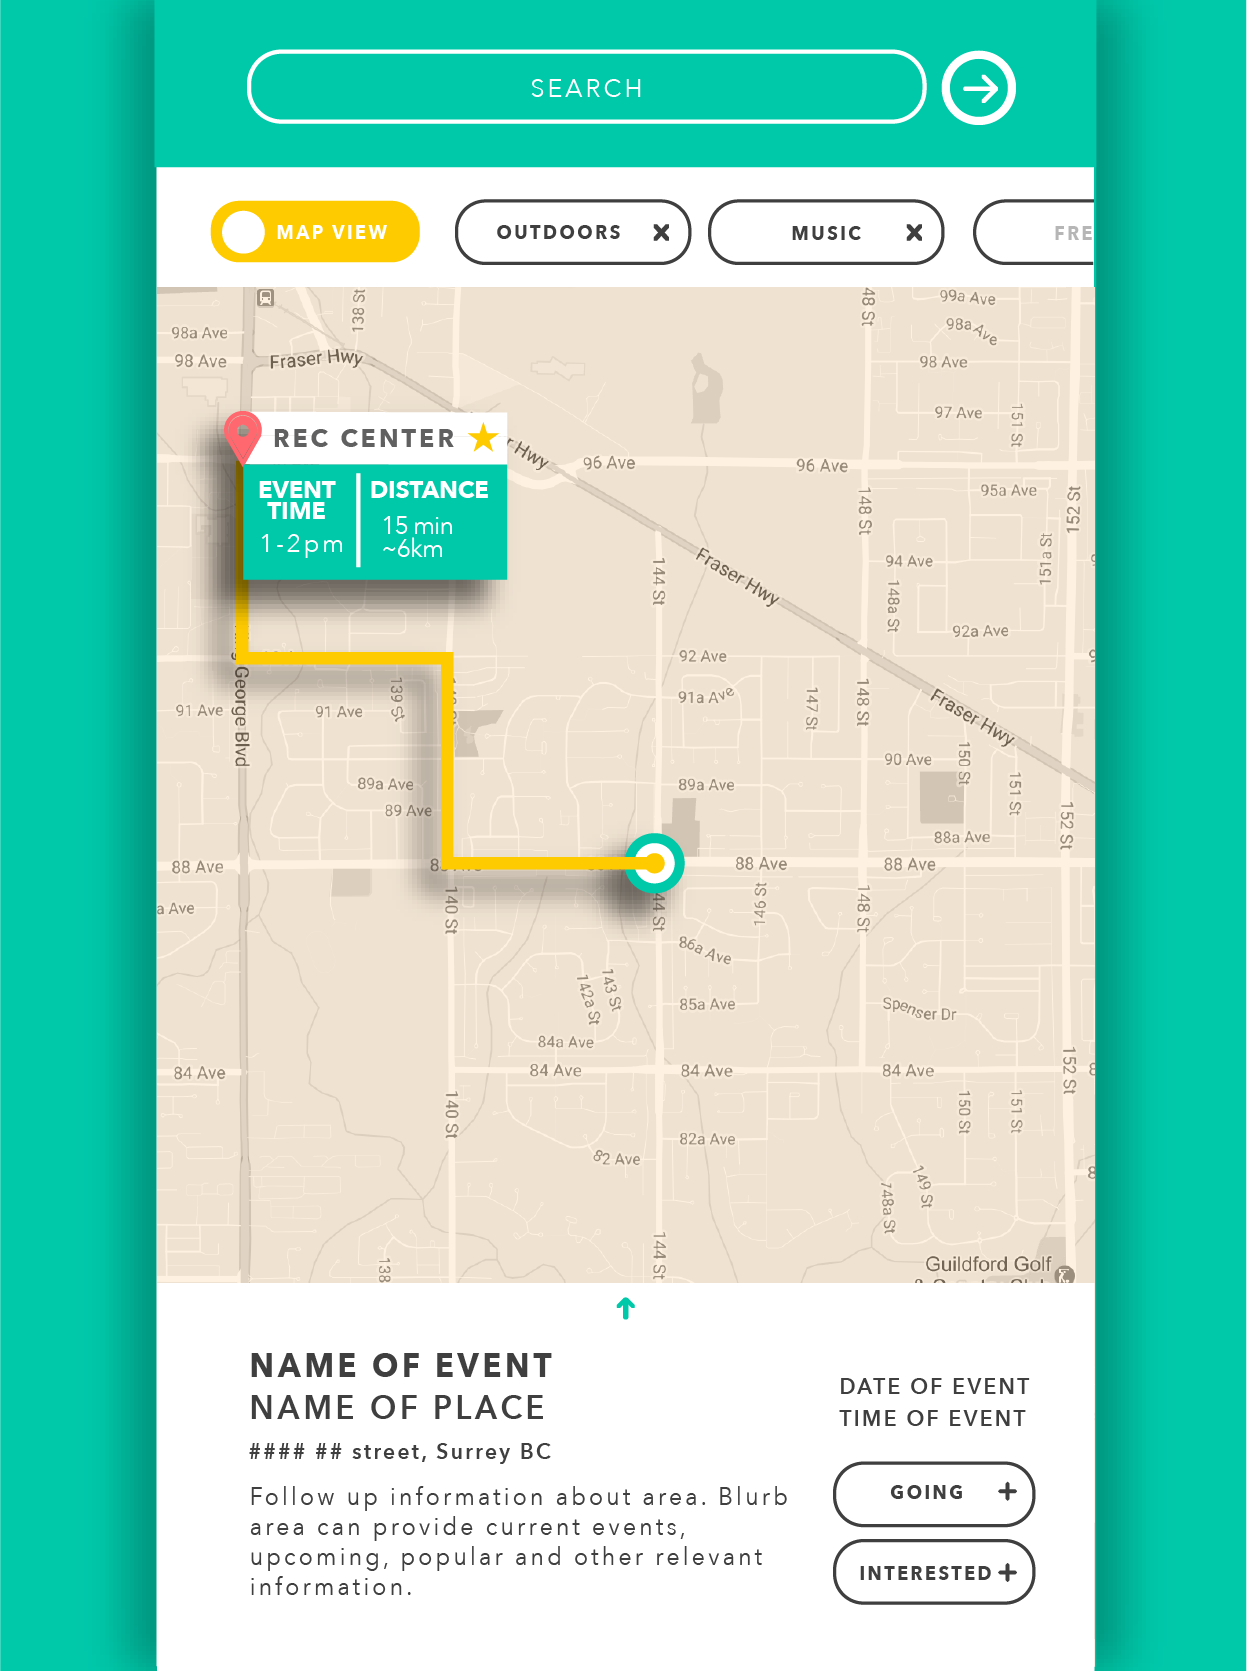 SEARCH
MAP VIEW
OUTDOORS
MUSIC
FRE
138 St
48 St
99a Ave
98a Ave
98a Ave
98 Ave
Fraser Hwy
98 Ave
97 Ave
151 St
REC CENTER
r Hwy
96 Ave
96 Ave
EVENT
TIME
1-2pm
DISTANCE
15 min
~6km
95a Ave
148 St
152 St
144 St
Fraser Hwy
94 Ave
151a St
148a St
92a Ave
92 Ave
91a Ave
147 St
148 St
Fraser Hwy
George Blvd
91 Ave
91 Ave
139 St
90 Ave
150 St
151 St
89a Ave
89a Ave
89 Ave
152 St
88a Ave
88 Ave
88 Ave
88 Ave
a Ave
140 St
44 St
146 St
148 St
86a Ave
142a St
143 St
85a Ave
Spenser Dr
84a Ave
84 Ave
84 Ave
84 Ave
84 Ave
152 St
140 St
150 St
151 St
82a Ave
82 Ave
149 St
148a St
144 St
138
Guildford Golf
NAME OF EVENT
NAME OF PLACE
#### ## street, Surrey BC
Follow up information about area. Blurb
area can provide current events,
upcoming, popular and other relevant
information.
DATE OF EVENT
TIME OF EVENT
GOING +
INTERESTED +